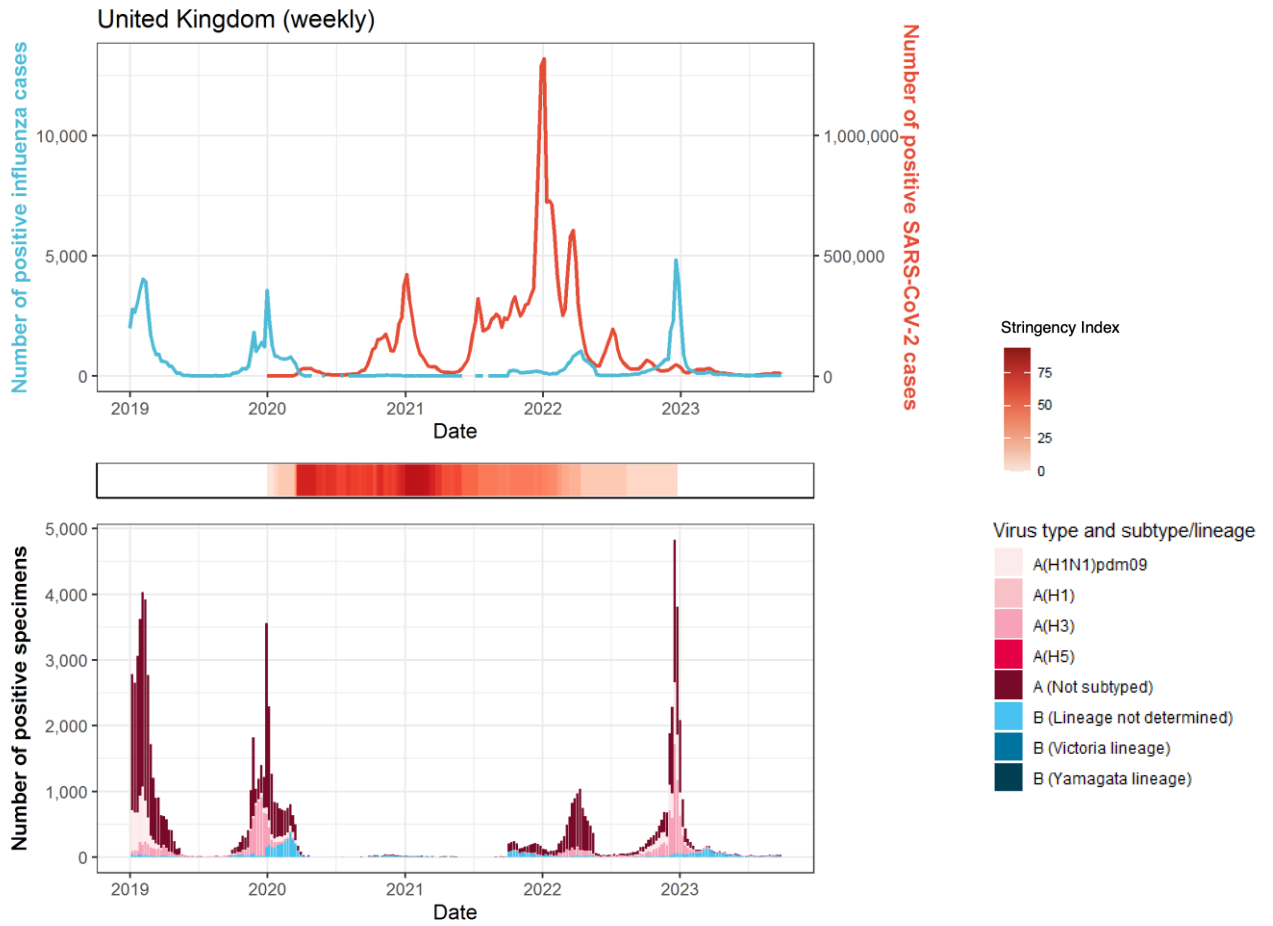 United Kingdom (weekly)
Number of positive influenza cases
10,000
5,000
0
1,000,000
500,000
0
Number of positive SARS-CoV-2 cases
2019 2020 2021 2022 2023
Date
Stringency Index
75
50
25
0
Number of positive specimens
5,000
4,000
3,000
2,000
1,000
0
2019 2020 2021 2022 2023
Date
Virus type and subtype/lineage
A(H1N1)pdm09
A(H1)
A(H3)
A(H5)
A (Not subtyped)
B (Lineage not determined)
B (Victoria lineage)
B (Yamagata lineage)